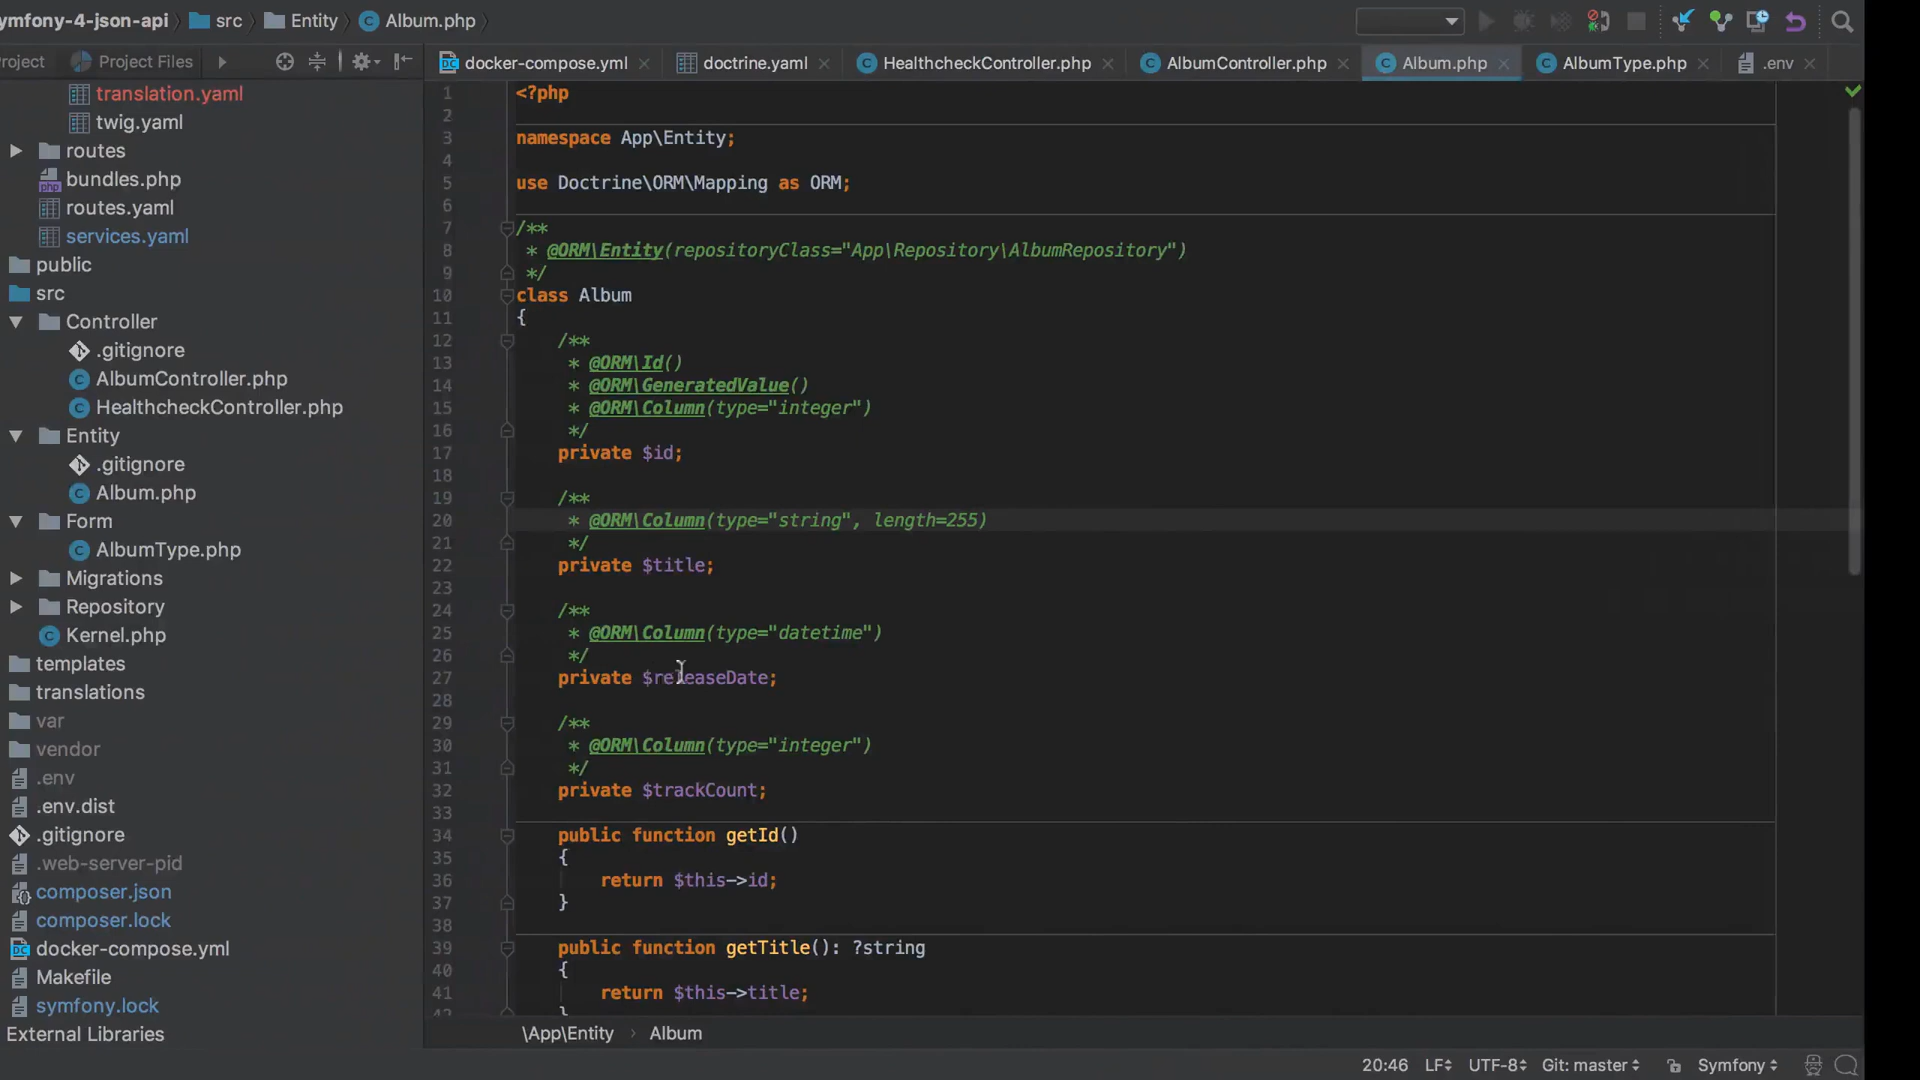 ymfony-4-json-api src Entity Album.php
roject Project Files
docker-compose.yml doctrine.yaml HealthcheckController.php AlbumController.php Album.php AlbumType.php .env
translation.yaml
twig.yaml
routes
bundles.php
routes.yaml
services.yaml
public
src
Controller
.gitignore
AlbumController.php
HealthcheckController.php
Entity
.gitignore
Album.php
Form
AlbumType.php
Migrations
Repository
Kernel.php
templates
translations
var
vendor
.env
.env.dist
.gitignore
.web-server-pid
composer.json
composer.lock
docker-compose.yml
Makefile
symfony.lock
External Libraries
1 <?php
2
3 namespace App\Entity;
4
5 use Doctrine\ORM\Mapping as ORM;
6
7 /**
8 * @ORM\Entity(repositoryClass="App\Repository\AlbumRepository")
9 */
10 class Album
11 {
12 /**
13 * @ORM\Id()
14 * @ORM\GeneratedValue()
15 * @ORM\Column(type="integer")
16 */
17 private $id;
18
19 /**
20 * @ORM\Column(type="string", length=255)
21 */
22 private $title;
23
24 /**
25 * @ORM\Column(type="datetime")
26 */
27 private $releaseDate;
28
29 /**
30 * @ORM\Column(type="integer")
31 */
32 private $trackCount;
33
34 public function getId()
35 {
36 return $this->id;
37 }
38
39 public function getTitle(): ?string
40 {
41 return $this->title;
42 }
\App\Entity › Album
20:46 LF UTF-8 Git: master Symfony